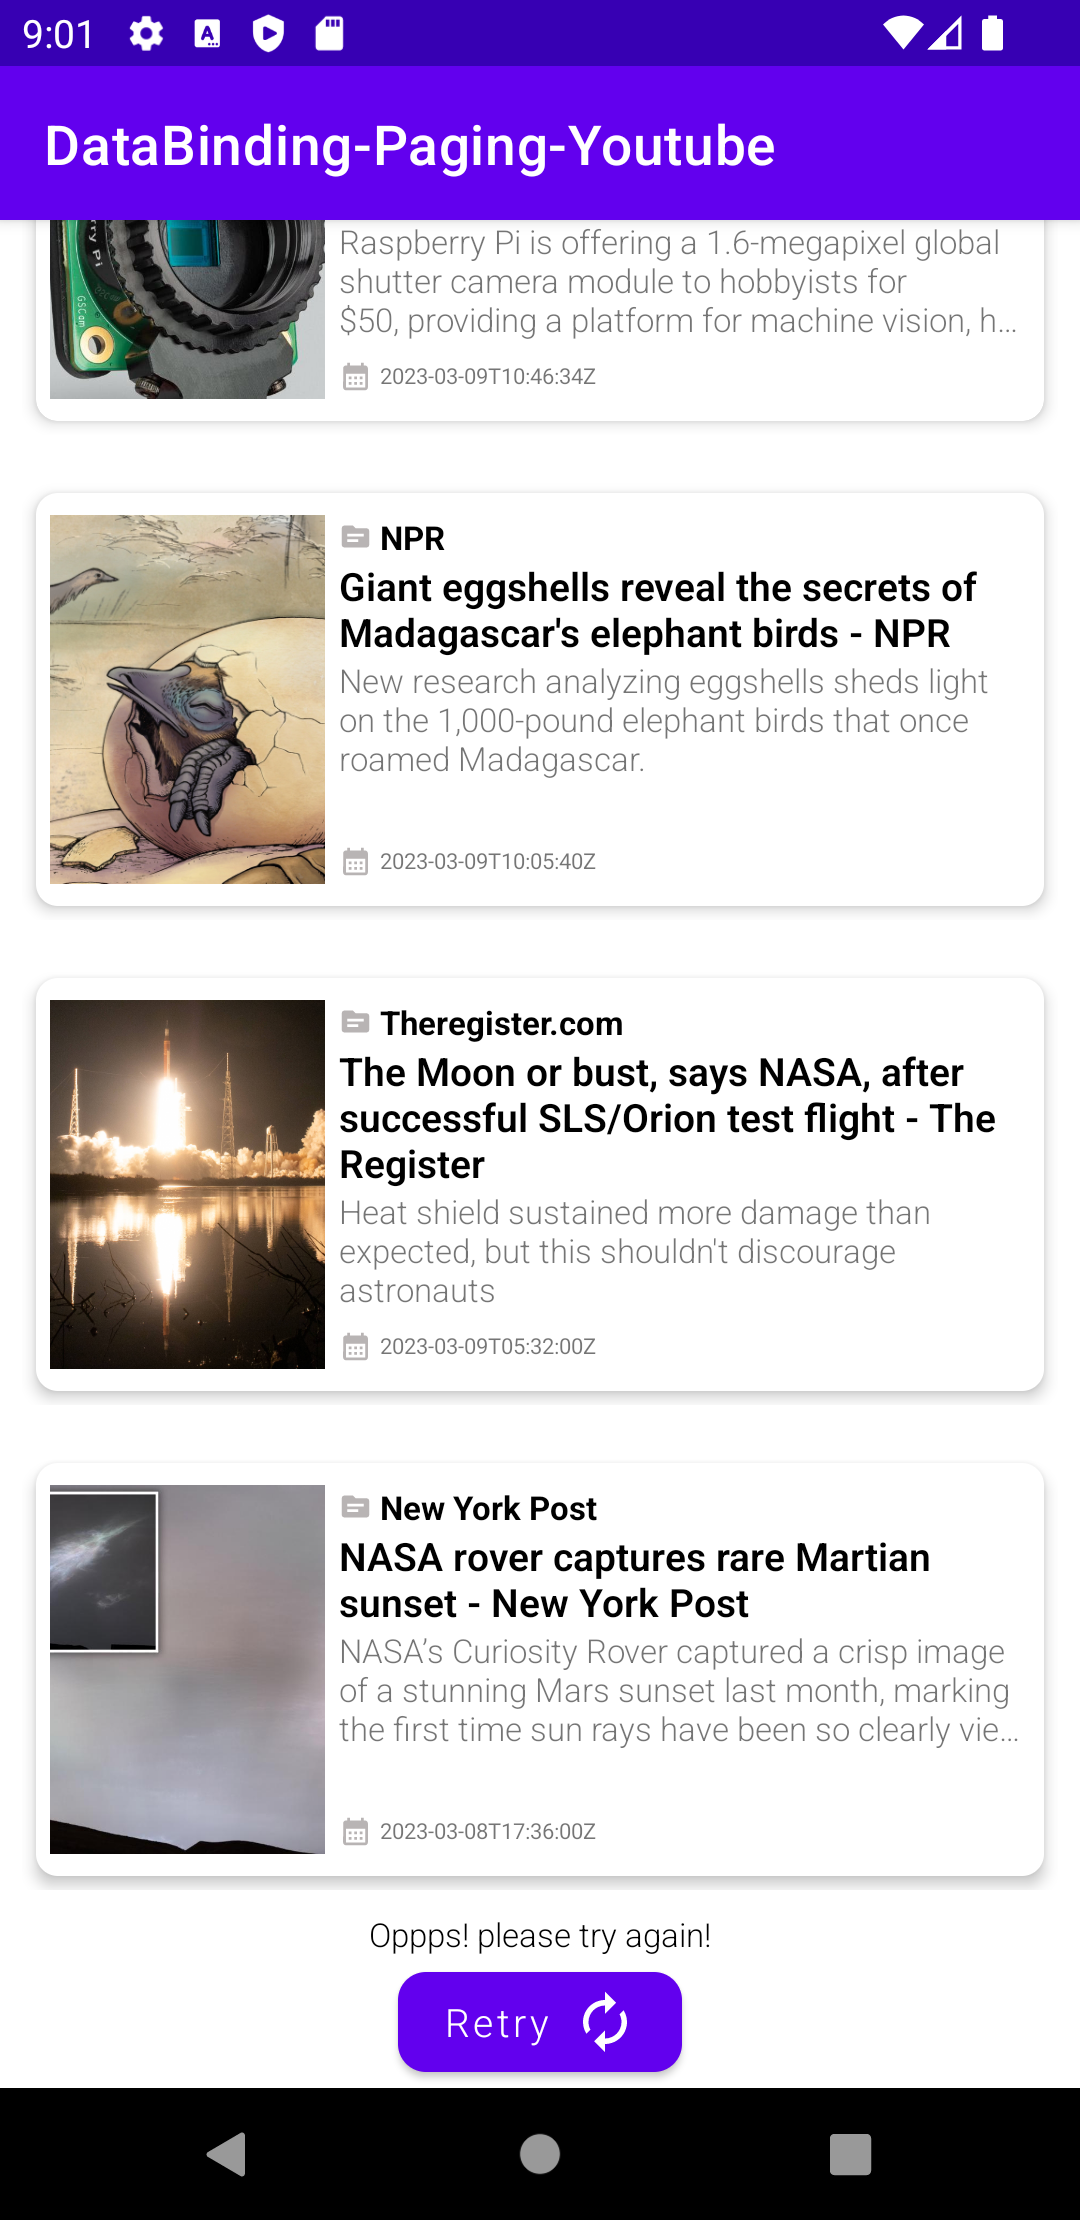 9:01
DataBinding-Paging-Youtube
Raspberry Pi is offering a 1.6-megapixel global
shutter camera module to hobbyists for
$50, providing a platform for machine vision, h…
2023-03-09T10:46:34Z
NPR
Giant eggshells reveal the secrets of
Madagascar's elephant birds - NPR
New research analyzing eggshells sheds light
on the 1,000-pound elephant birds that once
roamed Madagascar.
2023-03-09T10:05:40Z
Theregister.com
The Moon or bust, says NASA, after
successful SLS/Orion test flight - The
Register
Heat shield sustained more damage than
expected, but this shouldn't discourage
astronauts
2023-03-09T05:32:00Z
New York Post
NASA rover captures rare Martian
sunset - New York Post
NASA’s Curiosity Rover captured a crisp image
of a stunning Mars sunset last month, marking
the first time sun rays have been so clearly vie…
2023-03-08T17:36:00Z
Oppps! please try again!
Retry